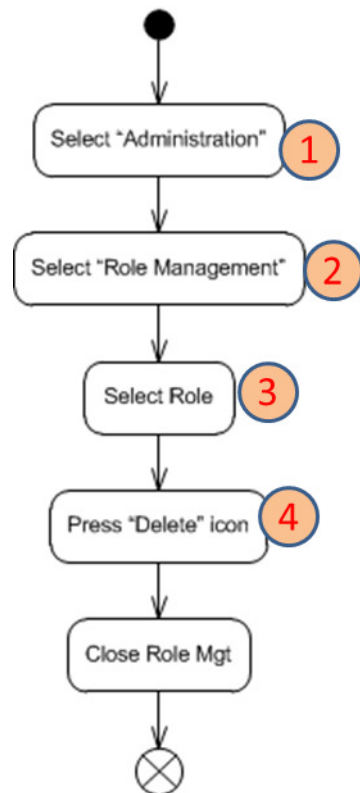 Select “Administration”
1
Select “Role Management”
2
Select Role
3
Press “Delete” icon
4
Close Role Mgt